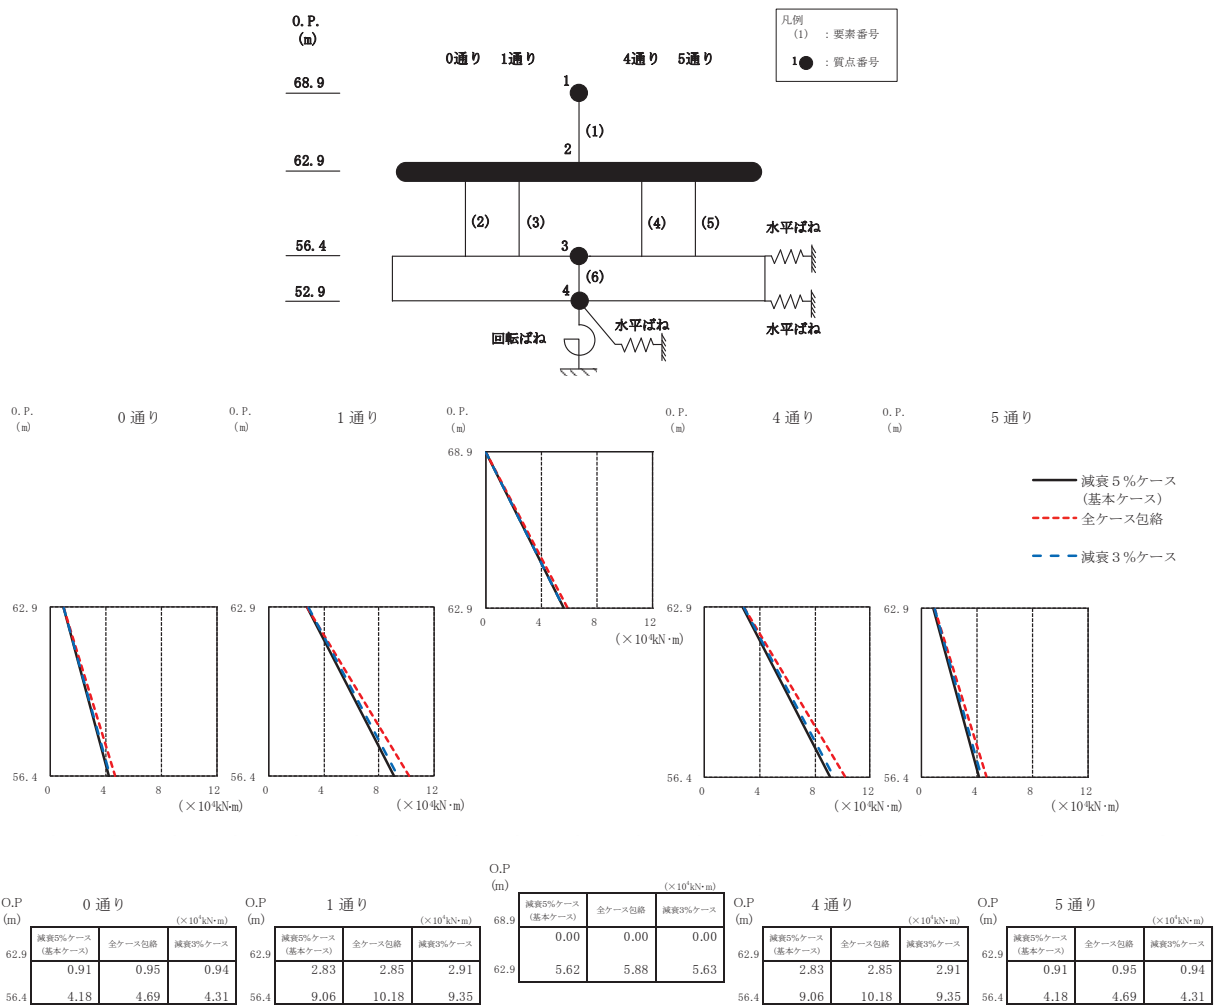 O.P.
(m)
0通り 1通り 4通り 5通り
凡例
(1) : 要素番号
1 : 質点番号
68.9
1
(1)
2
62.9
(2) (3) (4) (5)
水平ばね
56.4
3
(6)
52.9
4
水平ばね
水平ばね
回転ばね
O.P.
(m)
0 通り
O.P.
(m)
1 通り
O.P.
(m)
O.P.
(m)
4 通り
O.P.
(m)
5 通り
68.9
62.9
0 4 8 12
(×10⁴kN·m)
減衰５%ケース
(基本ケース)
全ケース包絡
減衰３%ケース
62.9
56.4
0 4 8 12
(×10⁴kN·m)
62.9
56.4
0 4 8 12
(×10⁴kN·m)
62.9
56.4
0 4 8 12
(×10⁴kN·m)
62.9
56.4
0 4 8 12
(×10⁴kN·m)
O.P
(m)
0 通り
(×10⁴kN·m)
減衰5%ケース
(基本ケース)
全ケース包絡 減衰3%ケース
62.9
0.91 0.95 0.94
56.4 4.18 4.69 4.31
O.P
(m)
1 通り
(×10⁴kN·m)
減衰5%ケース
(基本ケース)
全ケース包絡 減衰3%ケース
62.9
2.83 2.85 2.91
56.4 9.06 10.18 9.35
O.P
(m)
(×10⁴kN·m)
減衰5%ケース
(基本ケース)
全ケース包絡 減衰3%ケース
68.9
0.00 0.00 0.00
62.9 5.62 5.88 5.63
O.P
(m)
4 通り
(×10⁴kN·m)
減衰5%ケース
(基本ケース)
全ケース包絡 減衰3%ケース
62.9
2.83 2.85 2.91
56.4 9.06 10.18 9.35
O.P
(m)
5 通り
(×10⁴kN·m)
減衰5%ケース
(基本ケース)
全ケース包絡 減衰3%ケース
62.9
0.91 0.95 0.94
56.4 4.18 4.69 4.31